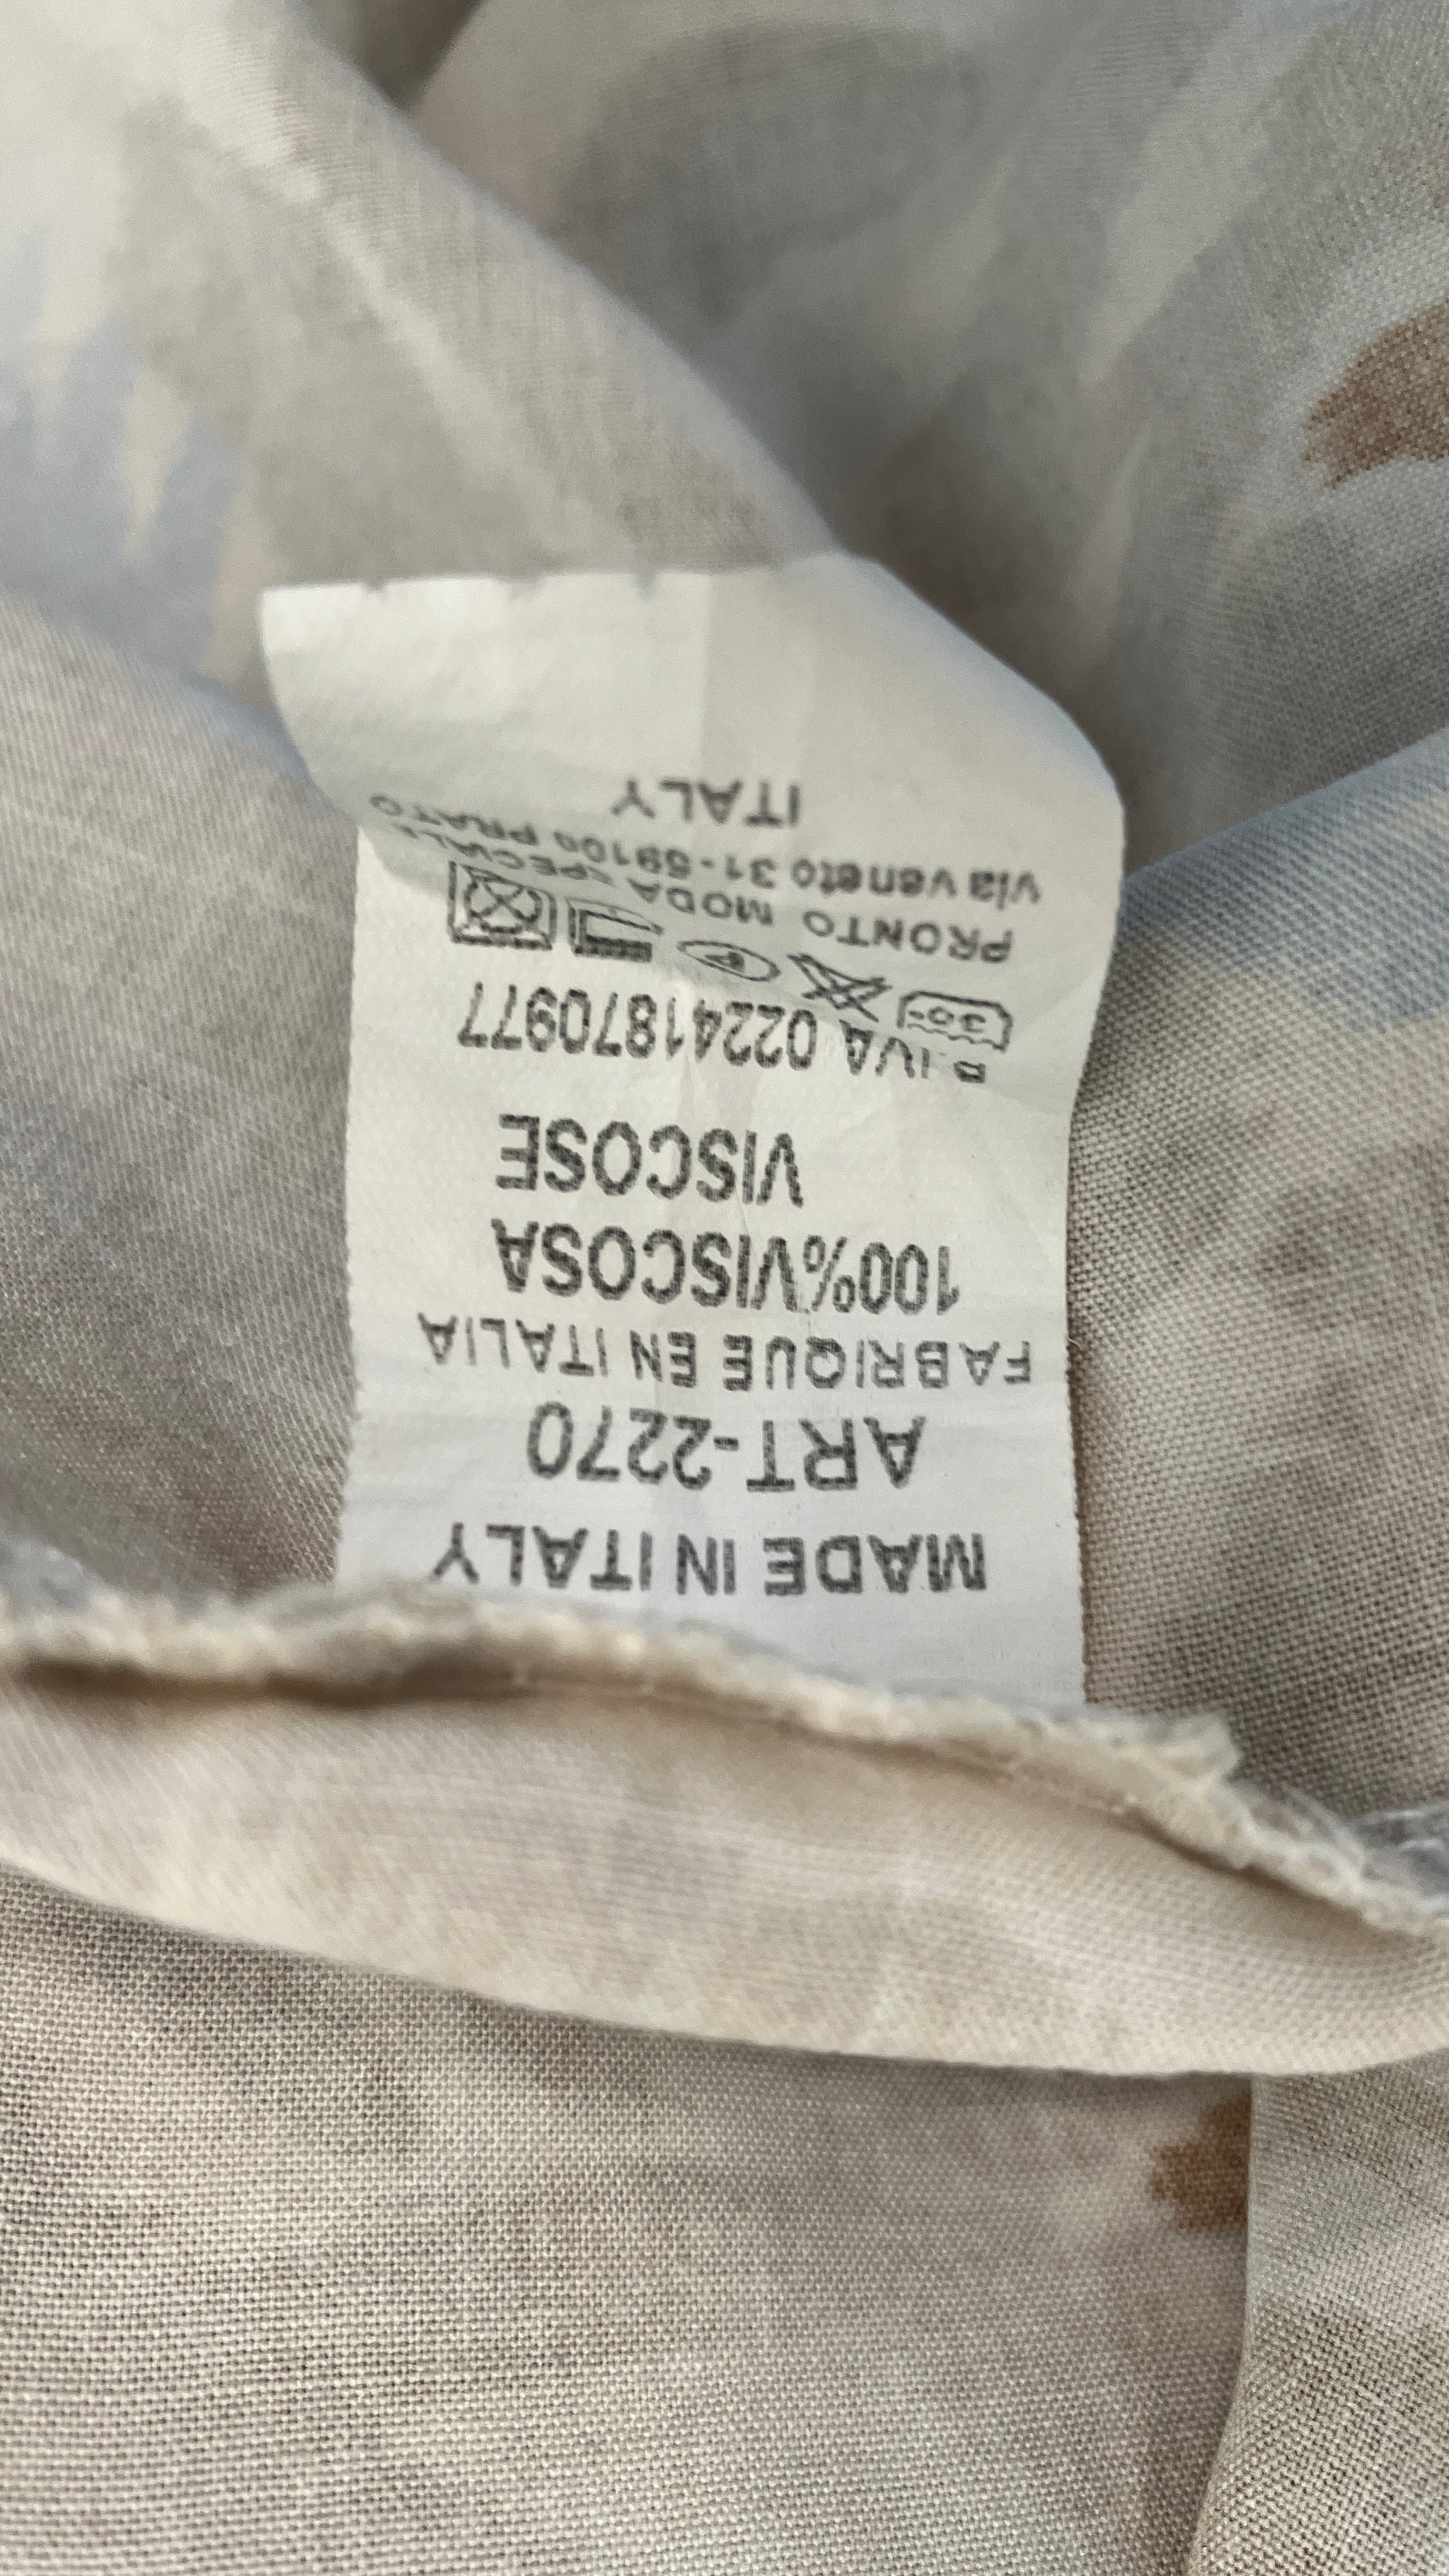 MADE IN ITALY
ART-2270
FABRIQUE EN ITALIA
100%VISCOSA
VISCOSE
P.IVA 02241870977
30°
P
PRONTO MODA SPECIALE
via veneto 31-59100 PRATO
ITALY